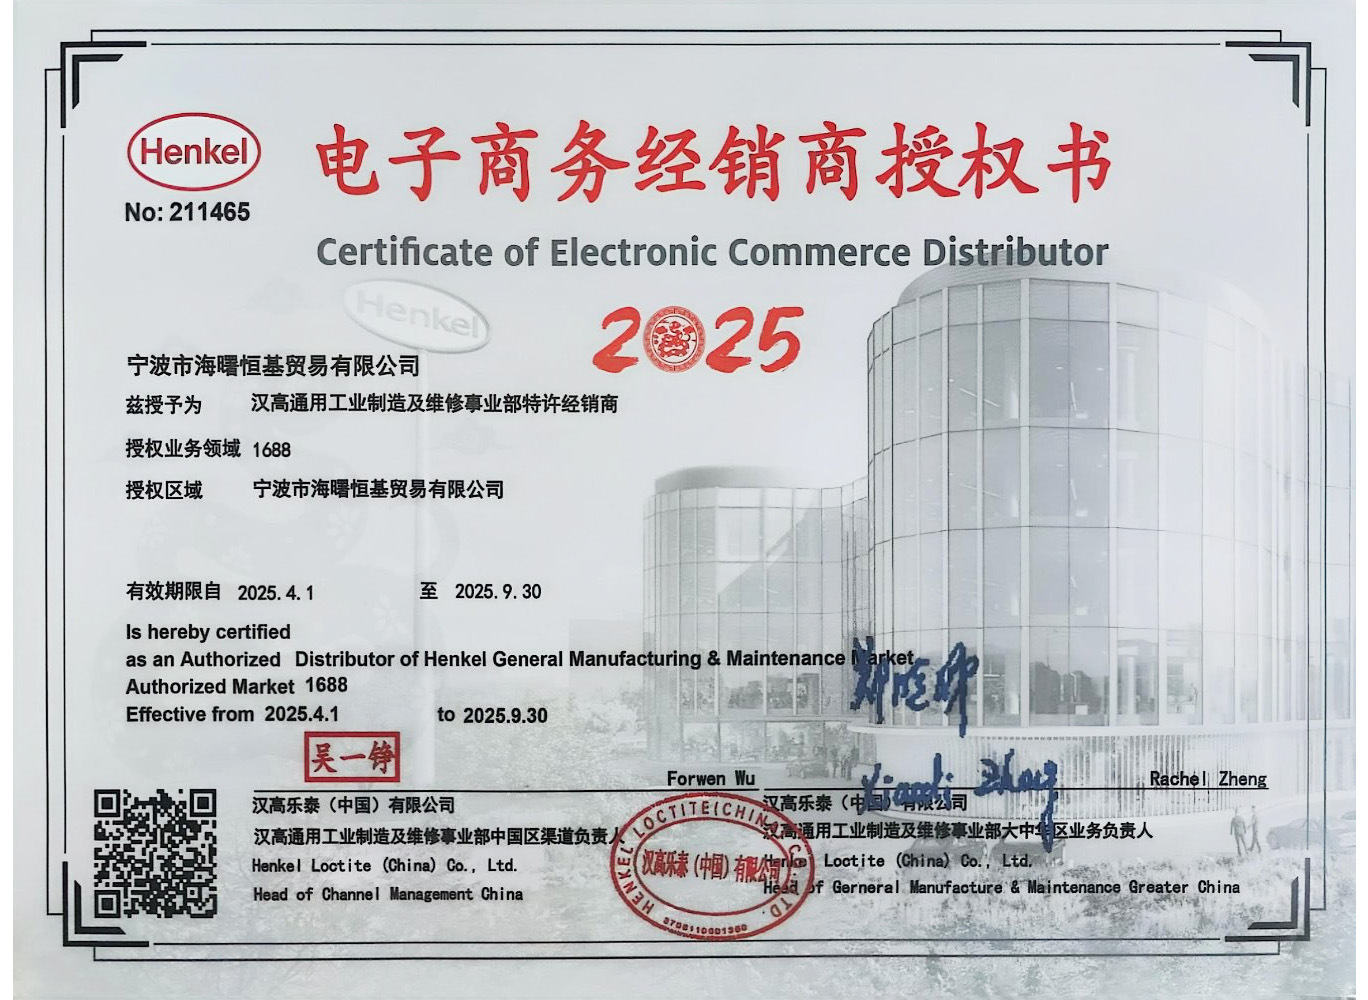 Henkel
No: 211465
电子商务经销商授权书
Certificate of Electronic Commerce Distributor
Henkel
2025
宁波市海曙恒基贸易有限公司
兹授予为 汉高通用工业制造及维修事业部特许经销商
授权业务领域 1688
授权区域 宁波市海曙恒基贸易有限公司
有效期限自 2025.4.1 至 2025.9.30
Is hereby certified
as an Authorized Distributor of Henkel General Manufacturing & Maintenance Market
Authorized Market 1688
Effective from 2025.4.1 to 2025.9.30
吴一铮
Forwen Wu
汉高乐泰（中国）有限公司
汉高通用工业制造及维修事业部中国区渠道负责人
Henkel Loctite (China) Co., Ltd.
Head of Channel Management China
Rachel Zheng
汉高乐泰（中国）有限公司
汉高通用工业制造及维修事业部大中华区业务负责人
Henkel Loctite (China) Co., Ltd.
Head of Gerneral Manufacture & Maintenance Greater China
HENKEL LOCTITE(CHINA)CO. LTD.
汉高乐泰（中国）有限公司